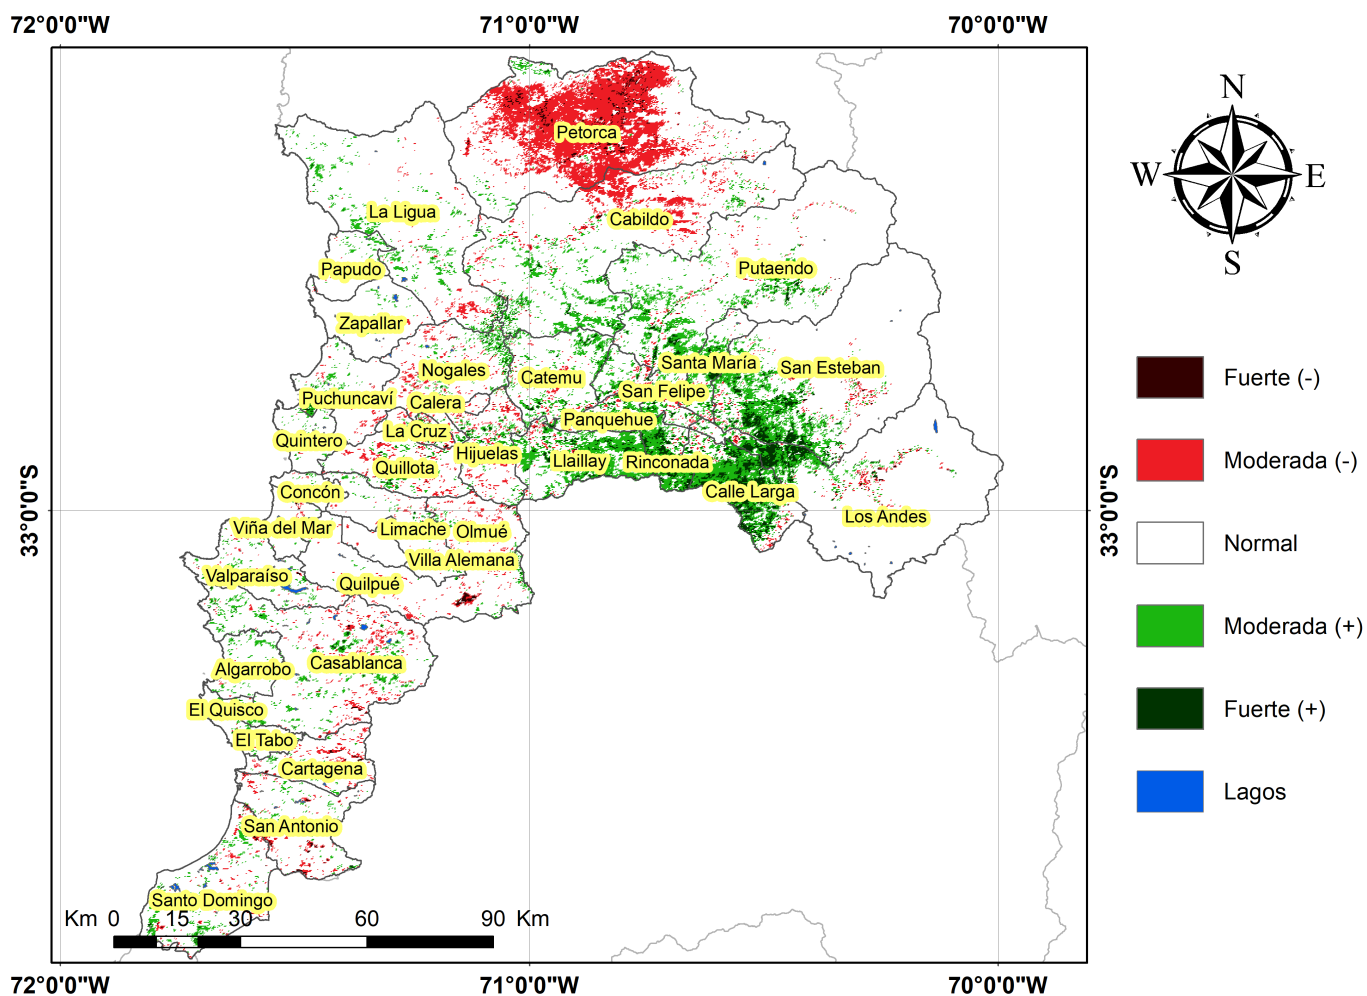 72°0'0"W
71°0'0"W
70°0'0"W
N
W
E
S
Petorca
La Ligua
Cabildo
Papudo
Putaendo
Zapallar
Nogales
Catemu
Santa María
San Esteban
Puchuncaví
Calera
San Felipe
Panquehue
La Cruz
Quintero
Hijuelas
Quillota
Llaillay
Rinconada
Concón
Calle Larga
Los Andes
Viña del Mar
Limache
Olmué
Villa Alemana
Valparaíso
Quilpué
Algarrobo
Casablanca
El Quisco
El Tabo
Cartagena
San Antonio
Santo Domingo
33°0'0"S
33°0'0"S
Fuerte (-)
Moderada (-)
Normal
Moderada (+)
Fuerte (+)
Lagos
Km 0 15 30 60 90 Km
72°0'0"W
71°0'0"W
70°0'0"W